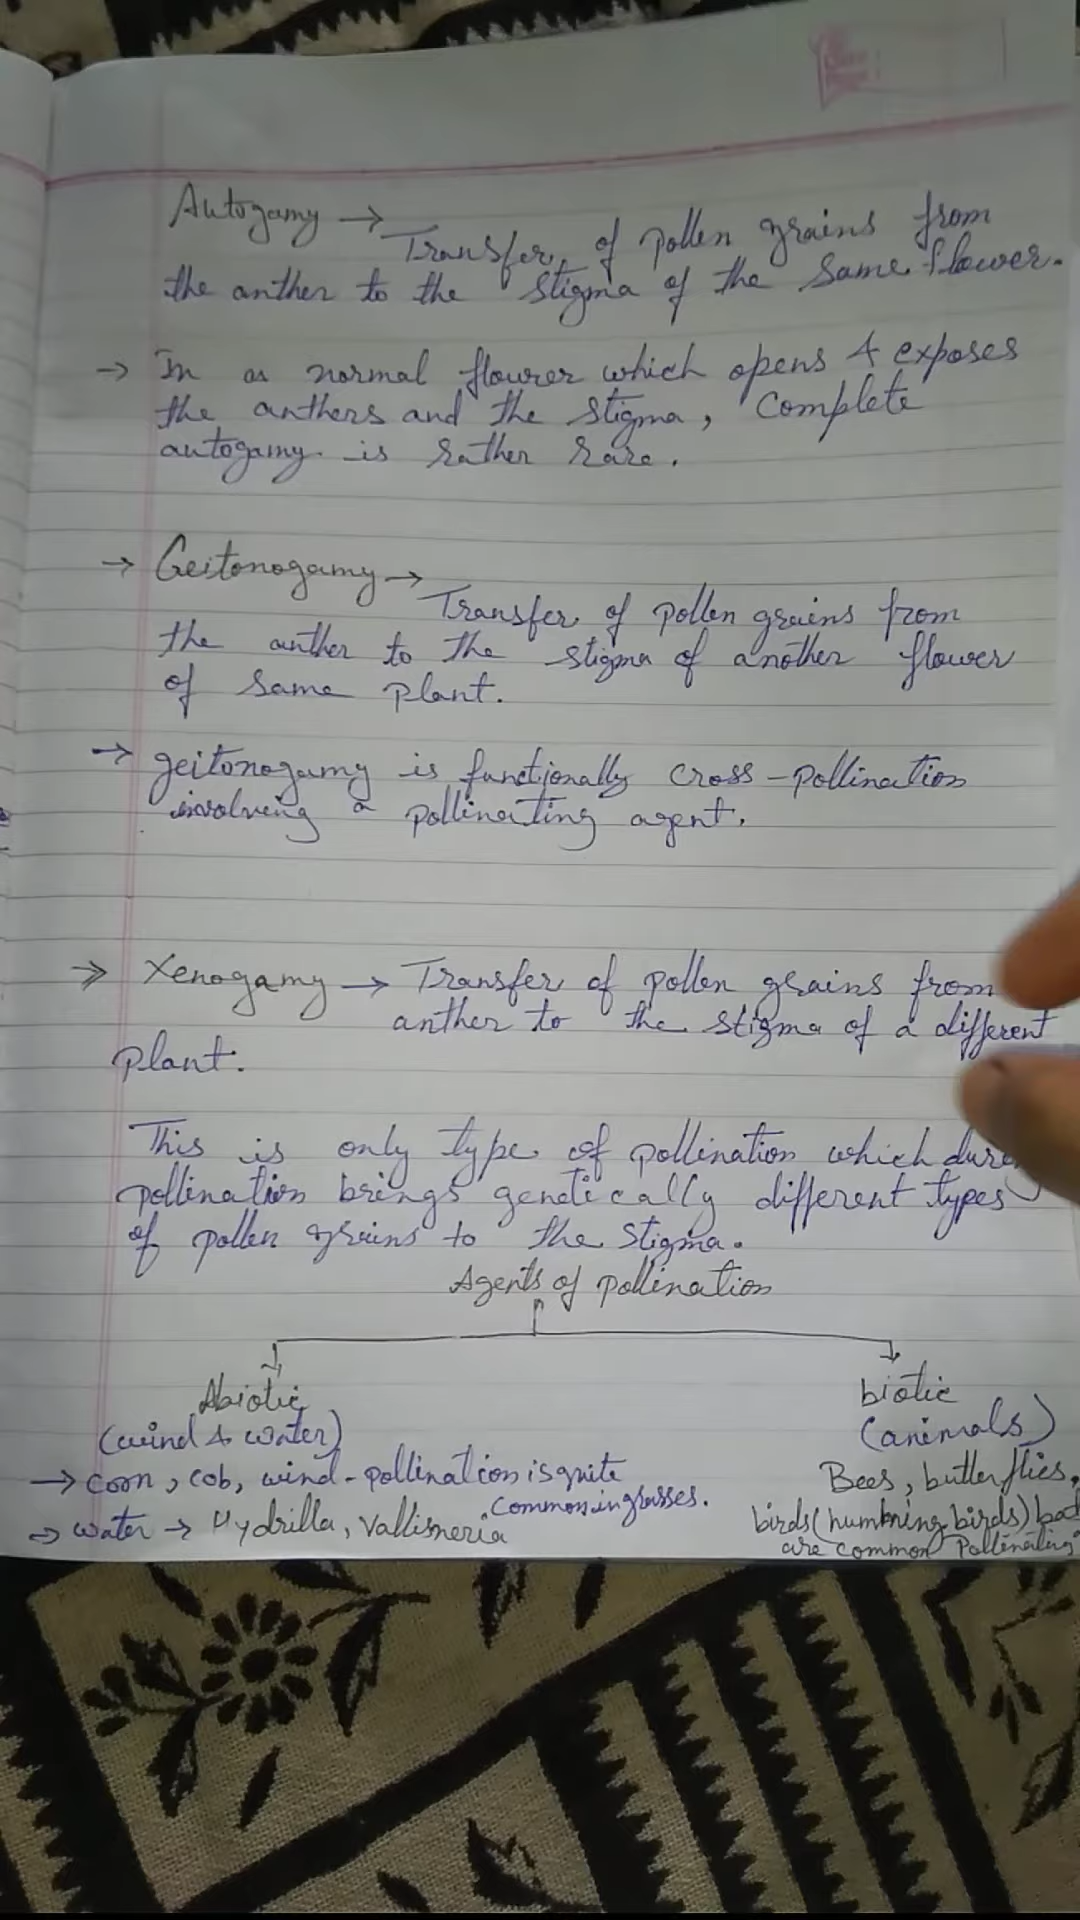 Autogamy →
Transfer of pollen grains from
the anther to the stigma of the same flower.
→ In a normal flower which opens & exposes
the anthers and the stigma, complete
autogamy is rather rare.
→ Geitonogamy →
Transfer of pollen grains from
the anther to the stigma of another flower
of same plant.
→ geitonogamy is functionally cross-pollination
involving a pollinating agent.
→ Xenogamy → Transfer of pollen grains from
anther to the stigma of a different
plant.
This is only type of pollination which
pollination brings genetically different types
of pollen grains to the stigma.
Agents of pollination
Abiotic
biotic
(wind & water)
(animals)
→ corn, cob, wind-pollination is quite
common in grasses.
Bees, butterflies,
→ water → Hydrilla, Vallisneria
birds (humming birds)
are common